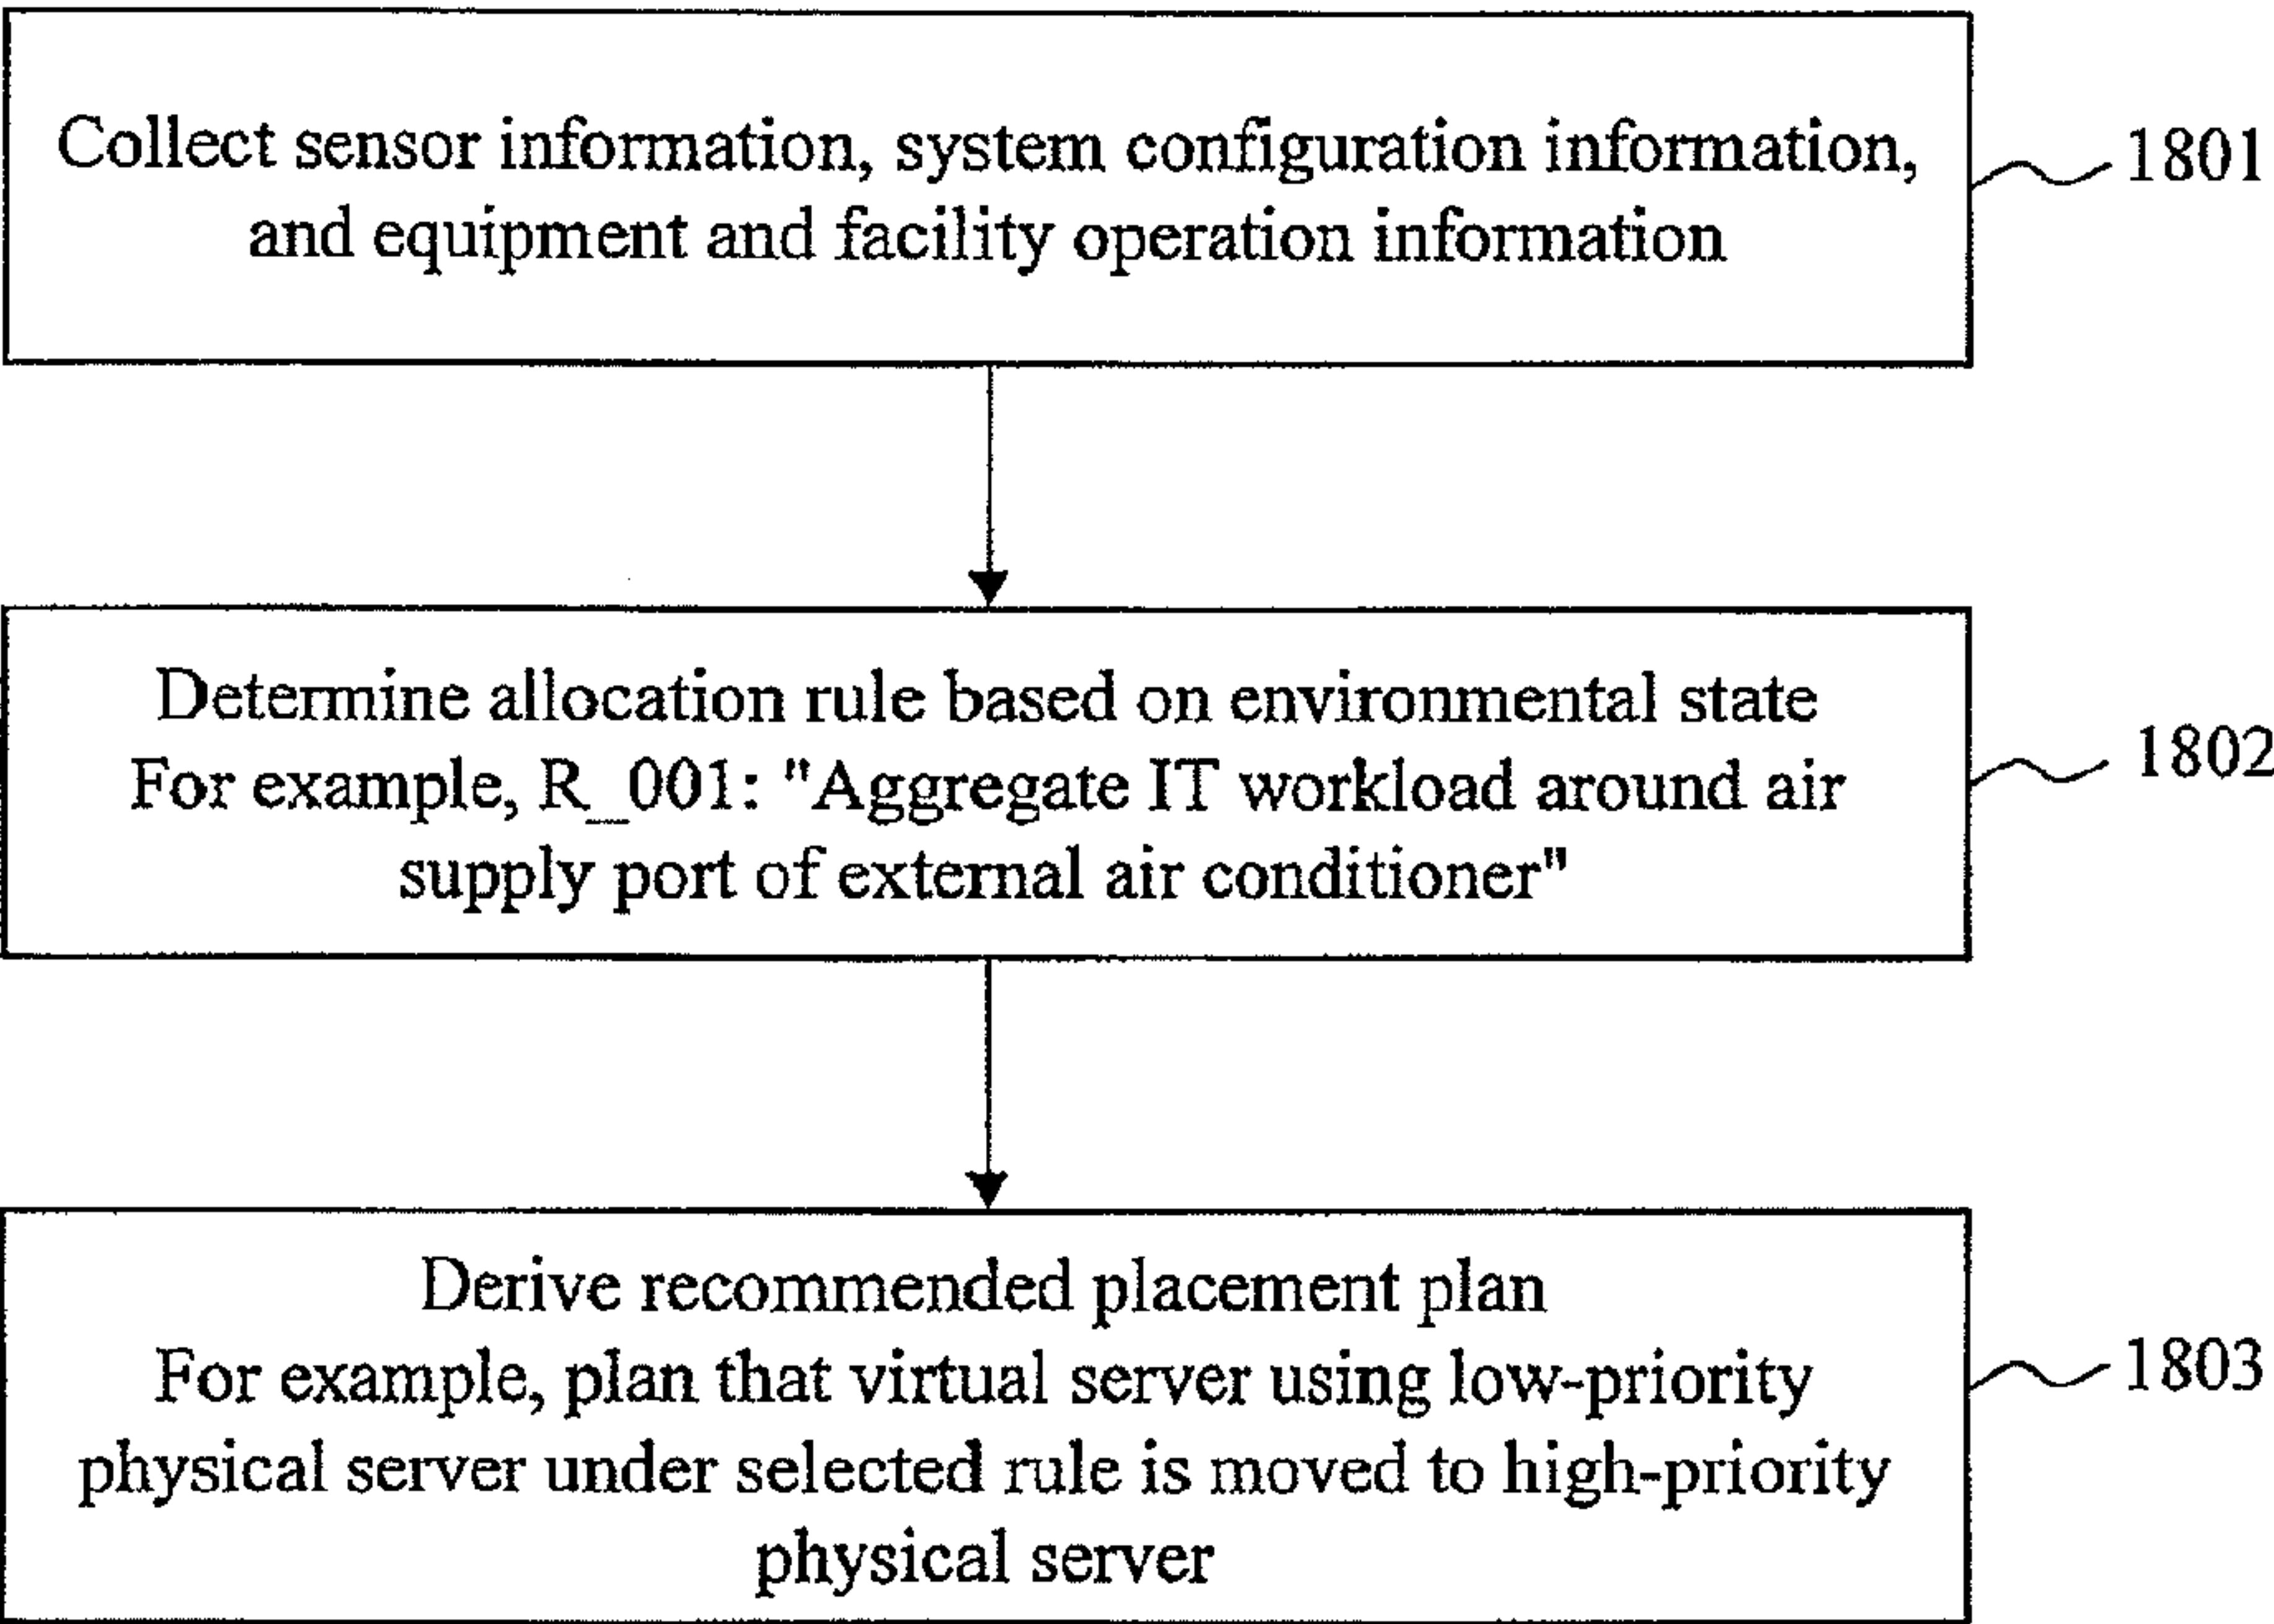 Collect sensor information, system configuration information,
and equipment and facility operation information
1801
Determine allocation rule based on environmental state
For example, R_001: "Aggregate IT workload around air
supply port of external air conditioner"
1802
Derive recommended placement plan
For example, plan that virtual server using low-priority
physical server under selected rule is moved to high-priority
physical server
1803